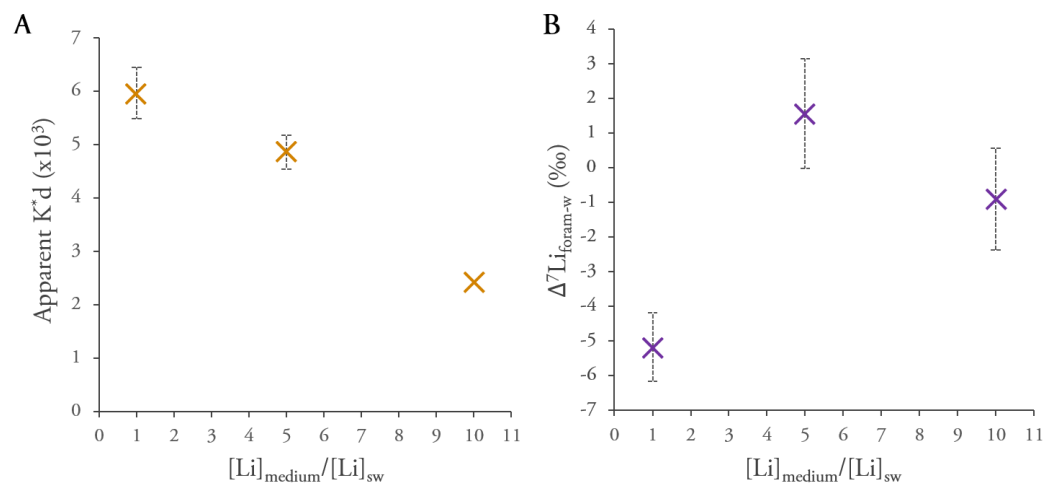 A
7
6
5
4
3
2
1
0
Apparent K*d (x10³)
0 1 2 3 4 5 6 7 8 9 10 11
[Li]medium/[Li]sw
B
4
3
2
1
0
-1
-2
-3
-4
-5
-6
-7
Δ⁷Liforam-w (‰)
0 1 2 3 4 5 6 7 8 9 10 11
[Li]medium/[Li]sw